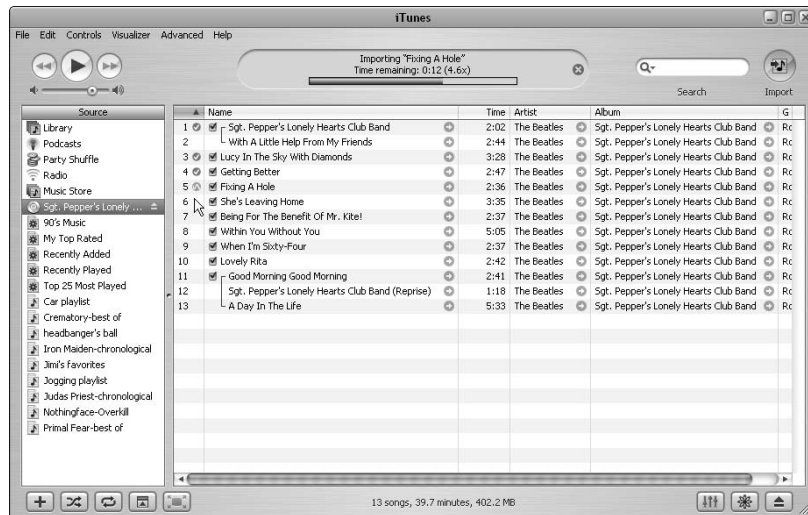 iTunes
File Edit Controls Visualizer Advanced Help
Importing "Fixing A Hole"
Time remaining: 0:12 (4.6x)
Search Import
Source
Library
Podcasts
Party Shuffle
Radio
Music Store
Sgt. Pepper's Lonely ...
90's Music
My Top Rated
Recently Added
Recently Played
Top 25 Most Played
Car playlist
Crematory-best of
headbanger's ball
Iron Maiden-chronological
Jimi's favorites
Jogging playlist
Judas Priest-chronological
Nothingface-Overkill
Primal Fear-best of
Name Time Artist Album G
1 Sgt. Pepper's Lonely Hearts Club Band 2:02 The Beatles Sgt. Pepper's Lonely Hearts Club Band Rc
2 With A Little Help From My Friends 2:44 The Beatles Sgt. Pepper's Lonely Hearts Club Band Rc
3 Lucy In The Sky With Diamonds 3:28 The Beatles Sgt. Pepper's Lonely Hearts Club Band Rc
4 Getting Better 2:47 The Beatles Sgt. Pepper's Lonely Hearts Club Band Rc
5 Fixing A Hole 2:36 The Beatles Sgt. Pepper's Lonely Hearts Club Band Rc
6 She's Leaving Home 3:35 The Beatles Sgt. Pepper's Lonely Hearts Club Band Rc
7 Being For The Benefit Of Mr. Kite! 2:37 The Beatles Sgt. Pepper's Lonely Hearts Club Band Rc
8 Within You Without You 5:05 The Beatles Sgt. Pepper's Lonely Hearts Club Band Rc
9 When I'm Sixty-Four 2:37 The Beatles Sgt. Pepper's Lonely Hearts Club Band Rc
10 Lovely Rita 2:42 The Beatles Sgt. Pepper's Lonely Hearts Club Band Rc
11 Good Morning Good Morning 2:41 The Beatles Sgt. Pepper's Lonely Hearts Club Band Rc
12 Sgt. Pepper's Lonely Hearts Club Band (Reprise) 1:18 The Beatles Sgt. Pepper's Lonely Hearts Club Band Rc
13 A Day In The Life 5:33 The Beatles Sgt. Pepper's Lonely Hearts Club Band Rc
13 songs, 39.7 minutes, 402.2 MB